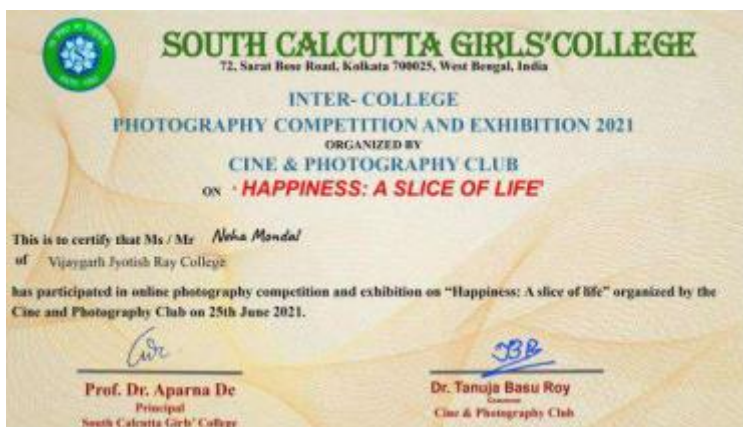 SOUTH CALCUTTA GIRLS'COLLEGE
72, Sarat Bose Road, Kolkata 700025, West Bengal, India
INTER- COLLEGE
PHOTOGRAPHY COMPETITION AND EXHIBITION 2021
ORGANIZED BY
CINE & PHOTOGRAPHY CLUB
ON ' HAPPINESS: A SLICE OF LIFE'
This is to certify that Ms / Mr Neha Mondal
of Vijaygarh Jyotish Ray College
has participated in online photography competition and exhibition on "Happiness: A slice of life" organized by the
Cine and Photography Club on 25th June 2021.
Prof. Dr. Aparna De
Principal
South Calcutta Girls' College
Dr. Tanuja Basu Roy
Convenor
Cine & Photography Club